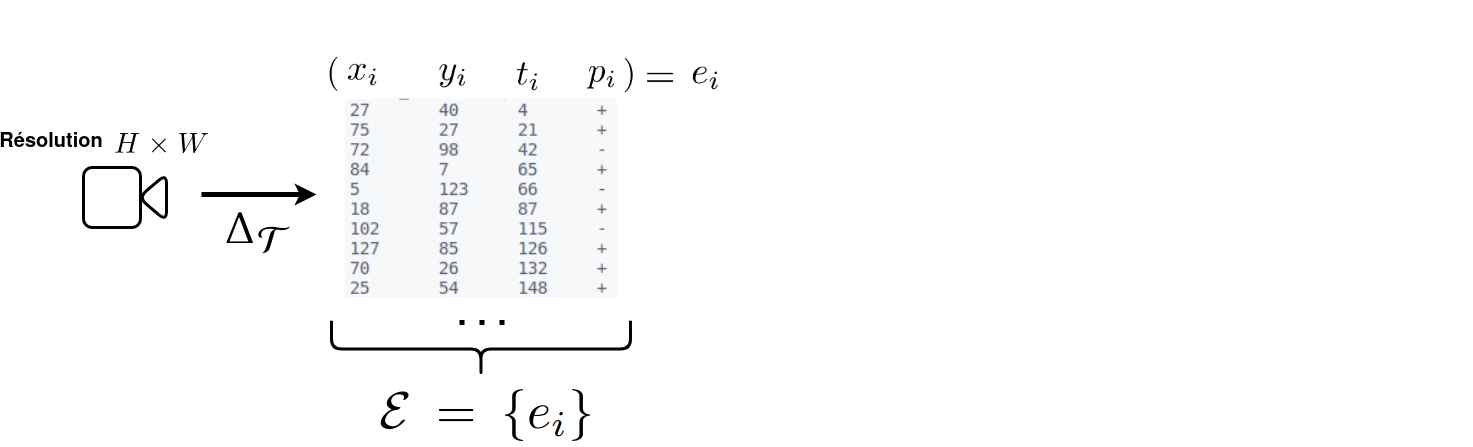 ( x_i y_i t_i p_i ) = e_i
27 40 4 +
75 27 21 +
72 98 42 -
84 7 65 +
5 123 66 -
18 87 87 +
102 57 115 -
127 85 126 +
70 26 132 +
25 54 148 +
...
Résolution H × W
Δ_𝒯
ℰ = {e_i}